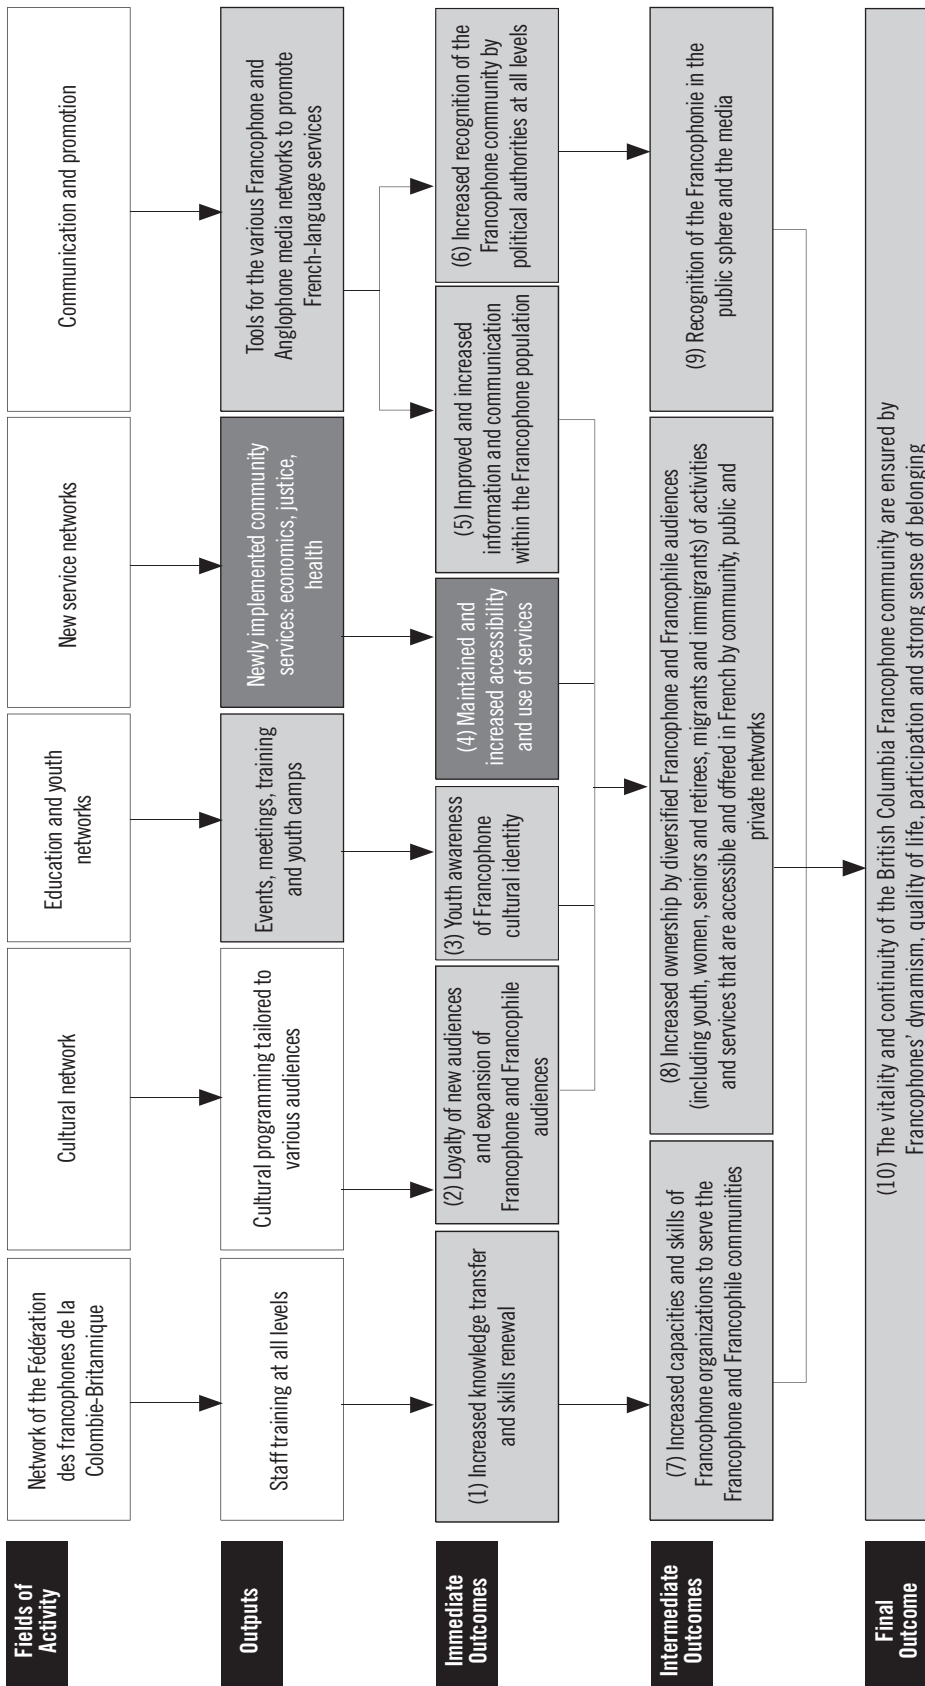 Fields of
Activity
Network of the Fédération
des francophones de la
Colombie-Britannique
Cultural network
Education and youth
networks
New service networks
Communication and promotion
Outputs
Staff training at all levels
Cultural programming tailored to
various audiences
Events, meetings, training
and youth camps
Newly implemented community
services: economics, justice,
health
Tools for the various Francophone and
Anglophone media networks to promote
French-language services
Immediate
Outcomes
(1) Increased knowledge transfer
and skills renewal
(2) Loyalty of new audiences
and expansion of
Francophone and Francophile
audiences
(3) Youth awareness
of Francophone
cultural identity
(4) Maintained and
increased accessibility
and use of services
(5) Improved and increased
information and communication
within the Francophone population
(6) Increased recognition of the
Francophone community by
political authorities at all levels
Intermediate
Outcomes
(7) Increased capacities and skills of
Francophone organizations to serve the
Francophone and Francophile communities
(8) Increased ownership by diversified Francophone and Francophile audiences
(including youth, women, seniors and retirees, migrants and immigrants) of activities
and services that are accessible and offered in French by community, public and
private networks
(9) Recognition of the Francophonie in the
public sphere and the media
Final
Outcome
(10) The vitality and continuity of the British Columbia Francophone community are ensured by
Francophones' dynamism, quality of life, participation and strong sense of belonging